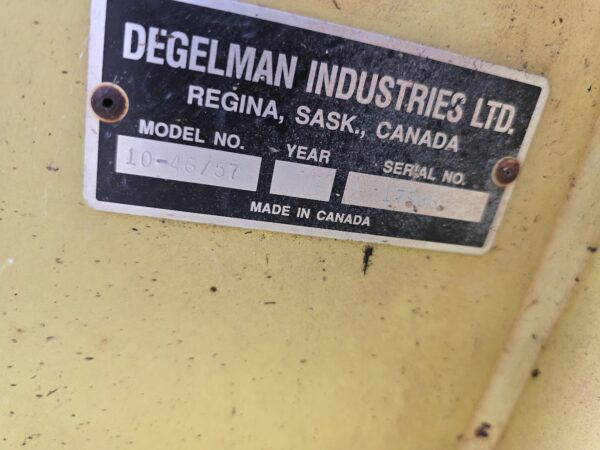 DEGELMAN INDUSTRIES LTD.
REGINA, SASK., CANADA
MODEL NO. YEAR SERIAL NO.
10-46/57
MADE IN CANADA